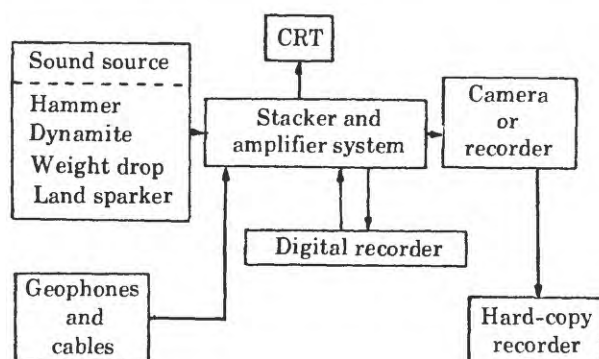 CRT
Sound source
Hammer
Dynamite
Weight drop
Land sparker
Stacker and
amplifier system
Camera
or
recorder
Digital recorder
Geophones
and
cables
Hard-copy
recorder